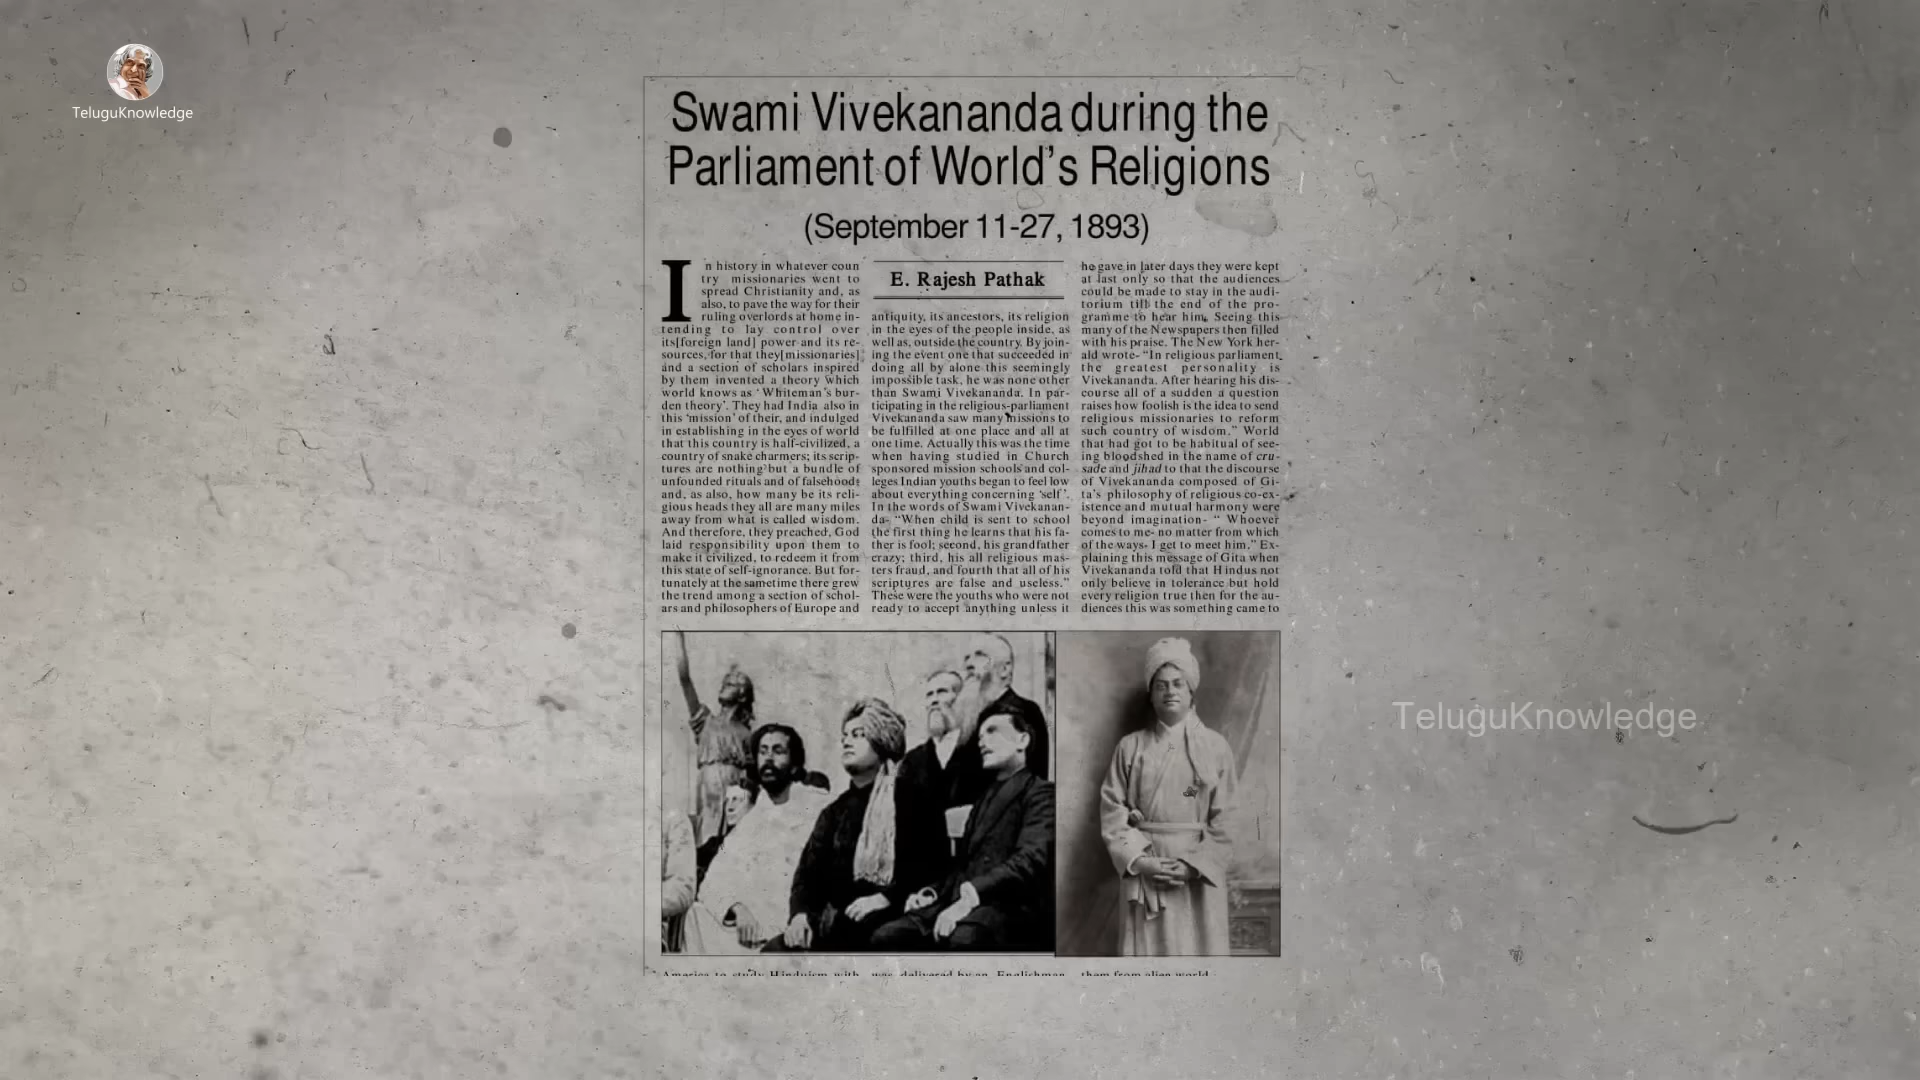 TeluguKnowledge
Swami Vivekananda during the
Parliament of World's Religions
(September 11-27, 1893)
In history in whatever coun
try missionaries went to
spread Christianity and, as
also, to pave the way for their
ruling overlords at home in-
tending to lay control over
its[foreign land] power and its re-
sources, for that they[missionaries]
and a section of scholars inspired
by them invented a theory which
world knows as 'Whiteman's bur-
den theory'. They had India also in
this 'mission' of their, and indulged
in establishing in the eyes of world
that this country is half-civilized, a
country of snake charmers; its scrip-
tures are nothing but a bundle of
unfounded rituals and of falsehood;
and, as also, how many be its reli-
gious heads they all are many miles
away from what is called wisdom.
And therefore, they preached, God
laid responsibility upon them to
make it civilized, to redeem it from
this state of self-ignorance. But for-
tunately at the sametime there grew
the trend among a section of schol-
ars and philosophers of Europe and
E. Rajesh Pathak
antiquity, its ancestors, its religion
in the eyes of the people inside, as
well as, outside the country. By join-
ing the event one that succeeded in
doing all by alone this seemingly
impossible task, he was none other
than Swami Vivekananda. In par-
ticipating in the religious-parliament
Vivekananda saw many missions to
be fulfilled at one place and all at
one time. Actually this was the time
when having studied in Church
sponsored mission schools and col-
leges Indian youths began to feel low
about everything concerning 'self'.
In the words of Swami Vivekanan-
da- "When child is sent to school
the first thing he learns that his fa-
ther is fool; second, his grandfather
crazy; third, his all religious mas-
ters fraud, and fourth that all of his
scriptures are false and useless."
These were the youths who were not
ready to accept anything unless it
he gave in later days they were kept
at last only so that the audiences
could be made to stay in the audi-
torium till the end of the pro-
gramme to hear him. Seeing this
many of the Newspapers then filled
with his praise. The New York her-
ald wrote- "In religious parliament
the greatest personality is
Vivekananda. After hearing his dis-
course all of a sudden a question
raises how foolish is the idea to send
religious missionaries to reform
such country of wisdom." World
that had got to be habitual of see-
ing bloodshed in the name of cru-
sade and jihad to that the discourse
of Vivekananda composed of Gi-
ta's philosophy of religious co-ex-
istence and mutual harmony were
beyond imagination- " Whoever
comes to me- no matter from which
of the ways- I get to meet him." Ex-
plaining this message of Gita when
Vivekananda told that Hindus not
only believe in tolerance but hold
every religion true then for the au-
diences this was something came to
TeluguKnowledge
America to study Hinduism with
was delivered by an Englishman
them from alien world